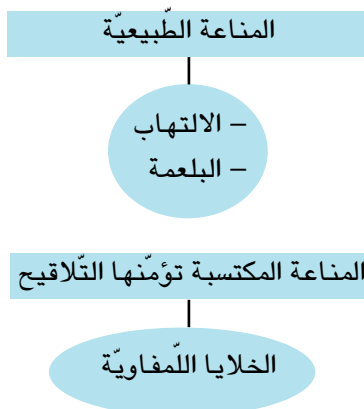 المناعة الطّبيعيّة
– الالتهاب
– البلعمة
المناعة المكتسبة تؤمّنها التّلاقيح
الخلايا اللّمفاويّة